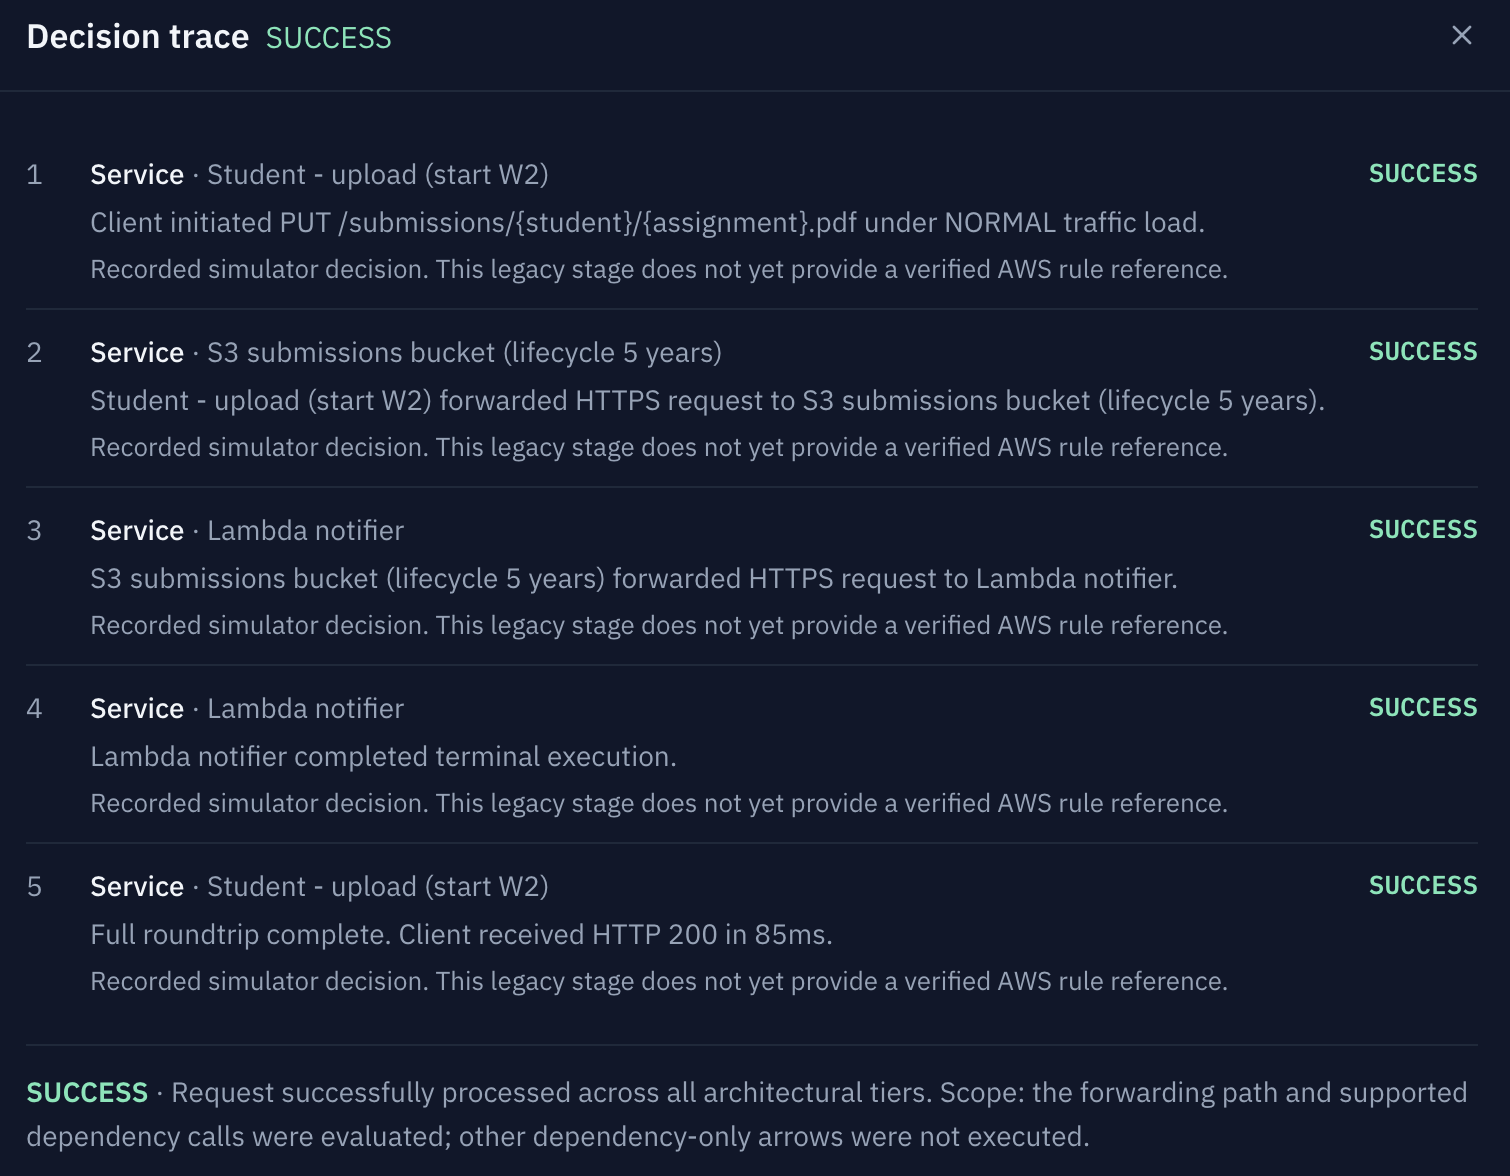 Decision trace SUCCESS
1 Service · Student - upload (start W2) SUCCESS
Client initiated PUT /submissions/{student}/{assignment}.pdf under NORMAL traffic load.
Recorded simulator decision. This legacy stage does not yet provide a verified AWS rule reference.
2 Service · S3 submissions bucket (lifecycle 5 years) SUCCESS
Student - upload (start W2) forwarded HTTPS request to S3 submissions bucket (lifecycle 5 years).
Recorded simulator decision. This legacy stage does not yet provide a verified AWS rule reference.
3 Service · Lambda notifier SUCCESS
S3 submissions bucket (lifecycle 5 years) forwarded HTTPS request to Lambda notifier.
Recorded simulator decision. This legacy stage does not yet provide a verified AWS rule reference.
4 Service · Lambda notifier SUCCESS
Lambda notifier completed terminal execution.
Recorded simulator decision. This legacy stage does not yet provide a verified AWS rule reference.
5 Service · Student - upload (start W2) SUCCESS
Full roundtrip complete. Client received HTTP 200 in 85ms.
Recorded simulator decision. This legacy stage does not yet provide a verified AWS rule reference.
SUCCESS · Request successfully processed across all architectural tiers. Scope: the forwarding path and supported
dependency calls were evaluated; other dependency-only arrows were not executed.